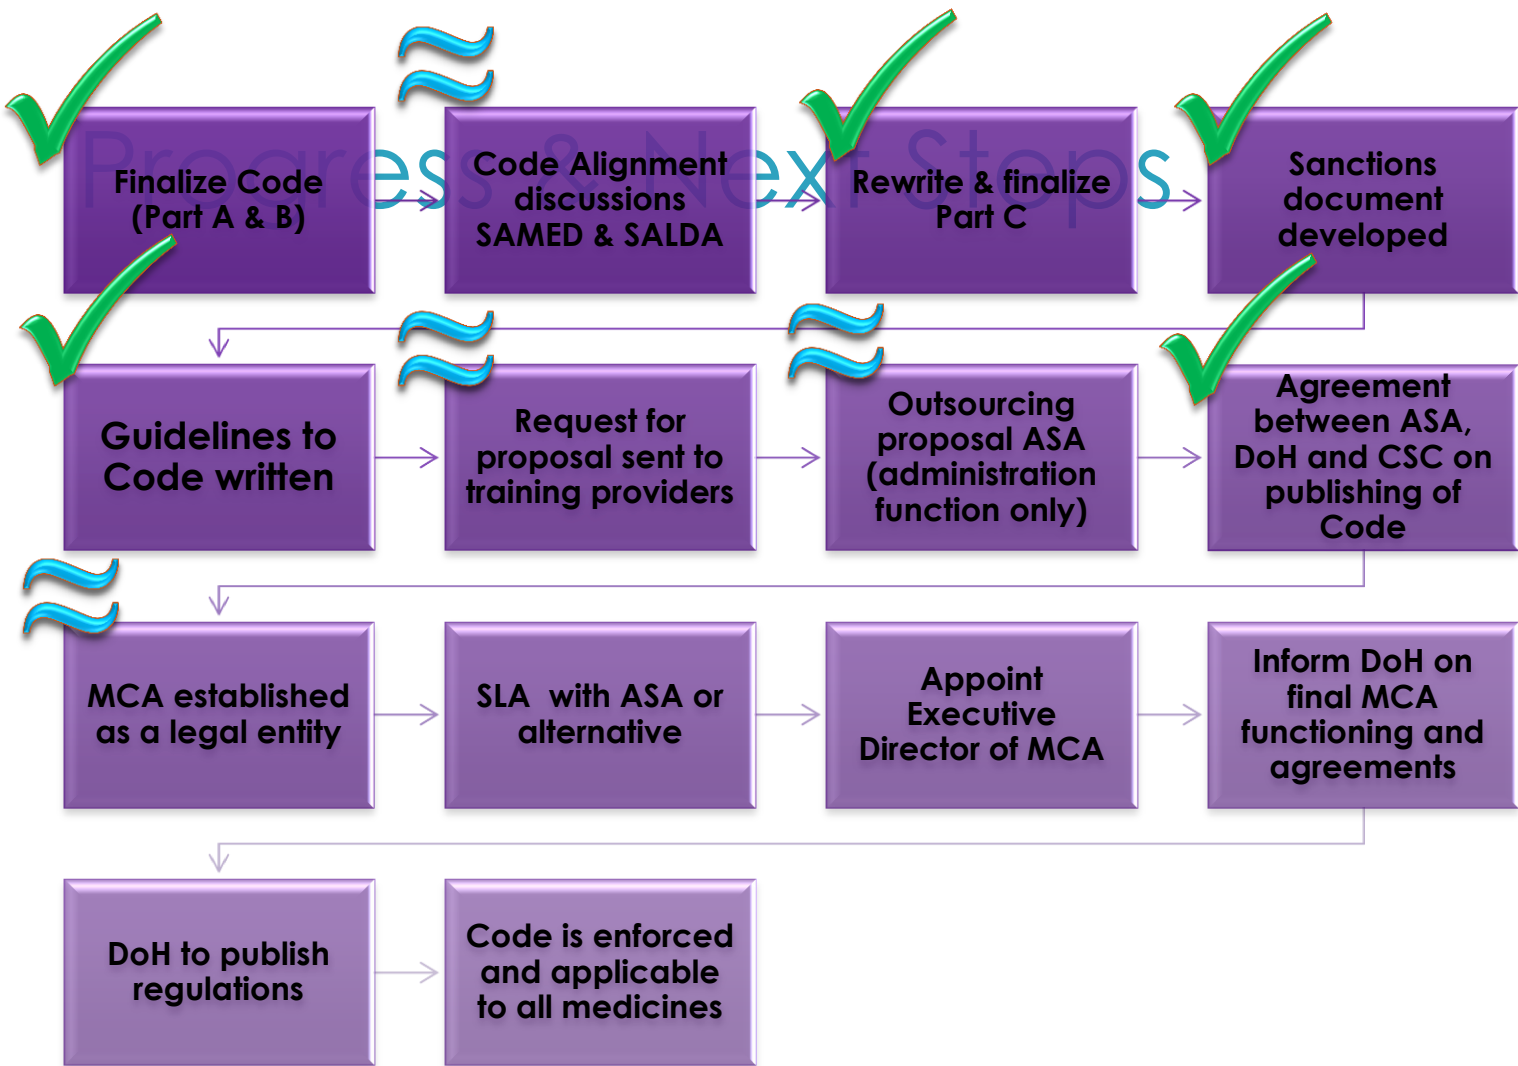 Progress & Next Steps
Finalize Code
(Part A & B)
Code Alignment
discussions
SAMED & SALDA
Rewrite & finalize
Part C
Sanctions
document
developed
Guidelines to
Code written
Request for
proposal sent to
training providers
Outsourcing
proposal ASA
(administration
function only)
Agreement
between ASA,
DoH and CSC on
publishing of
Code
MCA established
as a legal entity
SLA with ASA or
alternative
Appoint
Executive
Director of MCA
Inform DoH on
final MCA
functioning and
agreements
DoH to publish
regulations
Code is enforced
and applicable
to all medicines